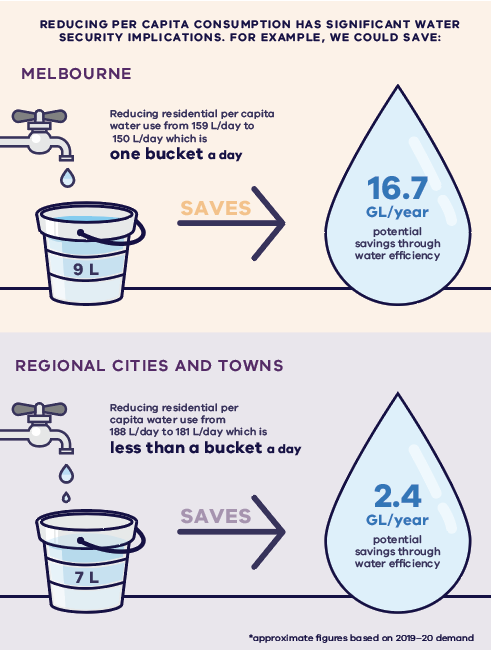 REDUCING PER CAPITA CONSUMPTION HAS SIGNIFICANT WATER
SECURITY IMPLICATIONS. FOR EXAMPLE, WE COULD SAVE:
MELBOURNE
Reducing residential per capita
water use from 159 L/day to
150 L/day which is
one bucket a day
SAVES
9 L
16.7
GL/year
potential
savings through
water efficiency
REGIONAL CITIES AND TOWNS
Reducing residential per
capita water use from
188 L/day to 181 L/day which is
less than a bucket a day
SAVES
7 L
2.4
GL/year
potential
savings through
water efficiency
*approximate figures based on 2019–20 demand